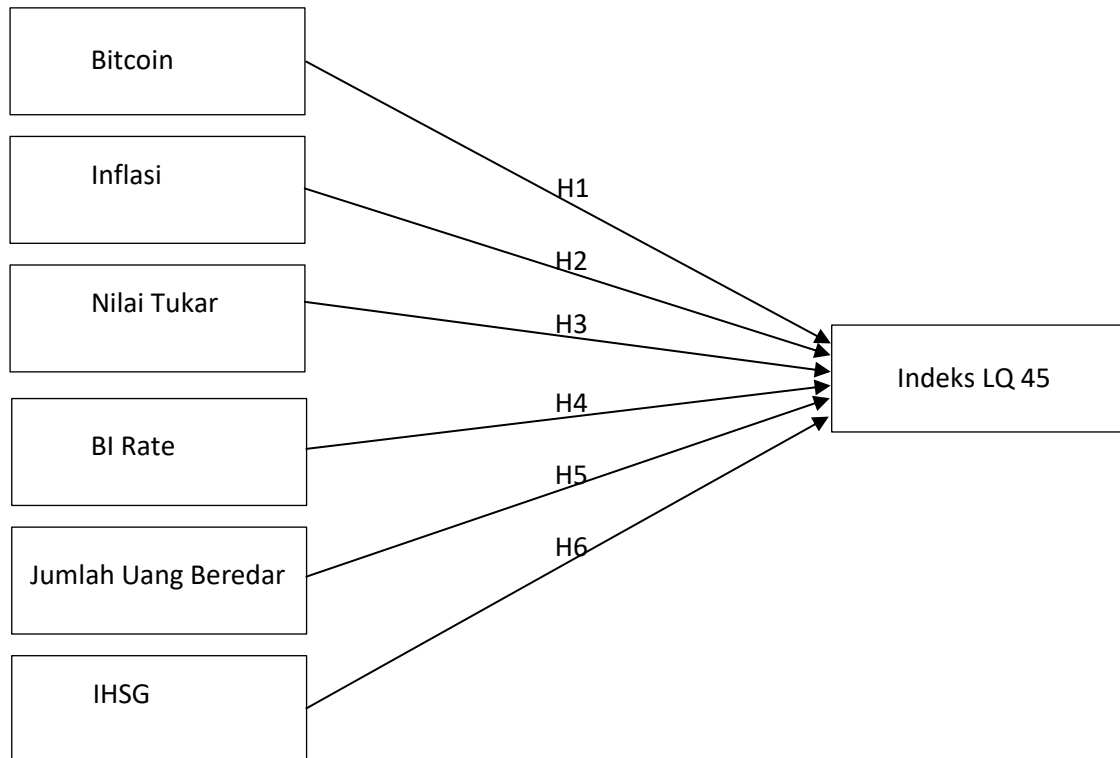 Bitcoin
Inflasi
Nilai Tukar
BI Rate
Jumlah Uang Beredar
IHSG
H1
H2
H3
H4
H5
H6
Indeks LQ 45